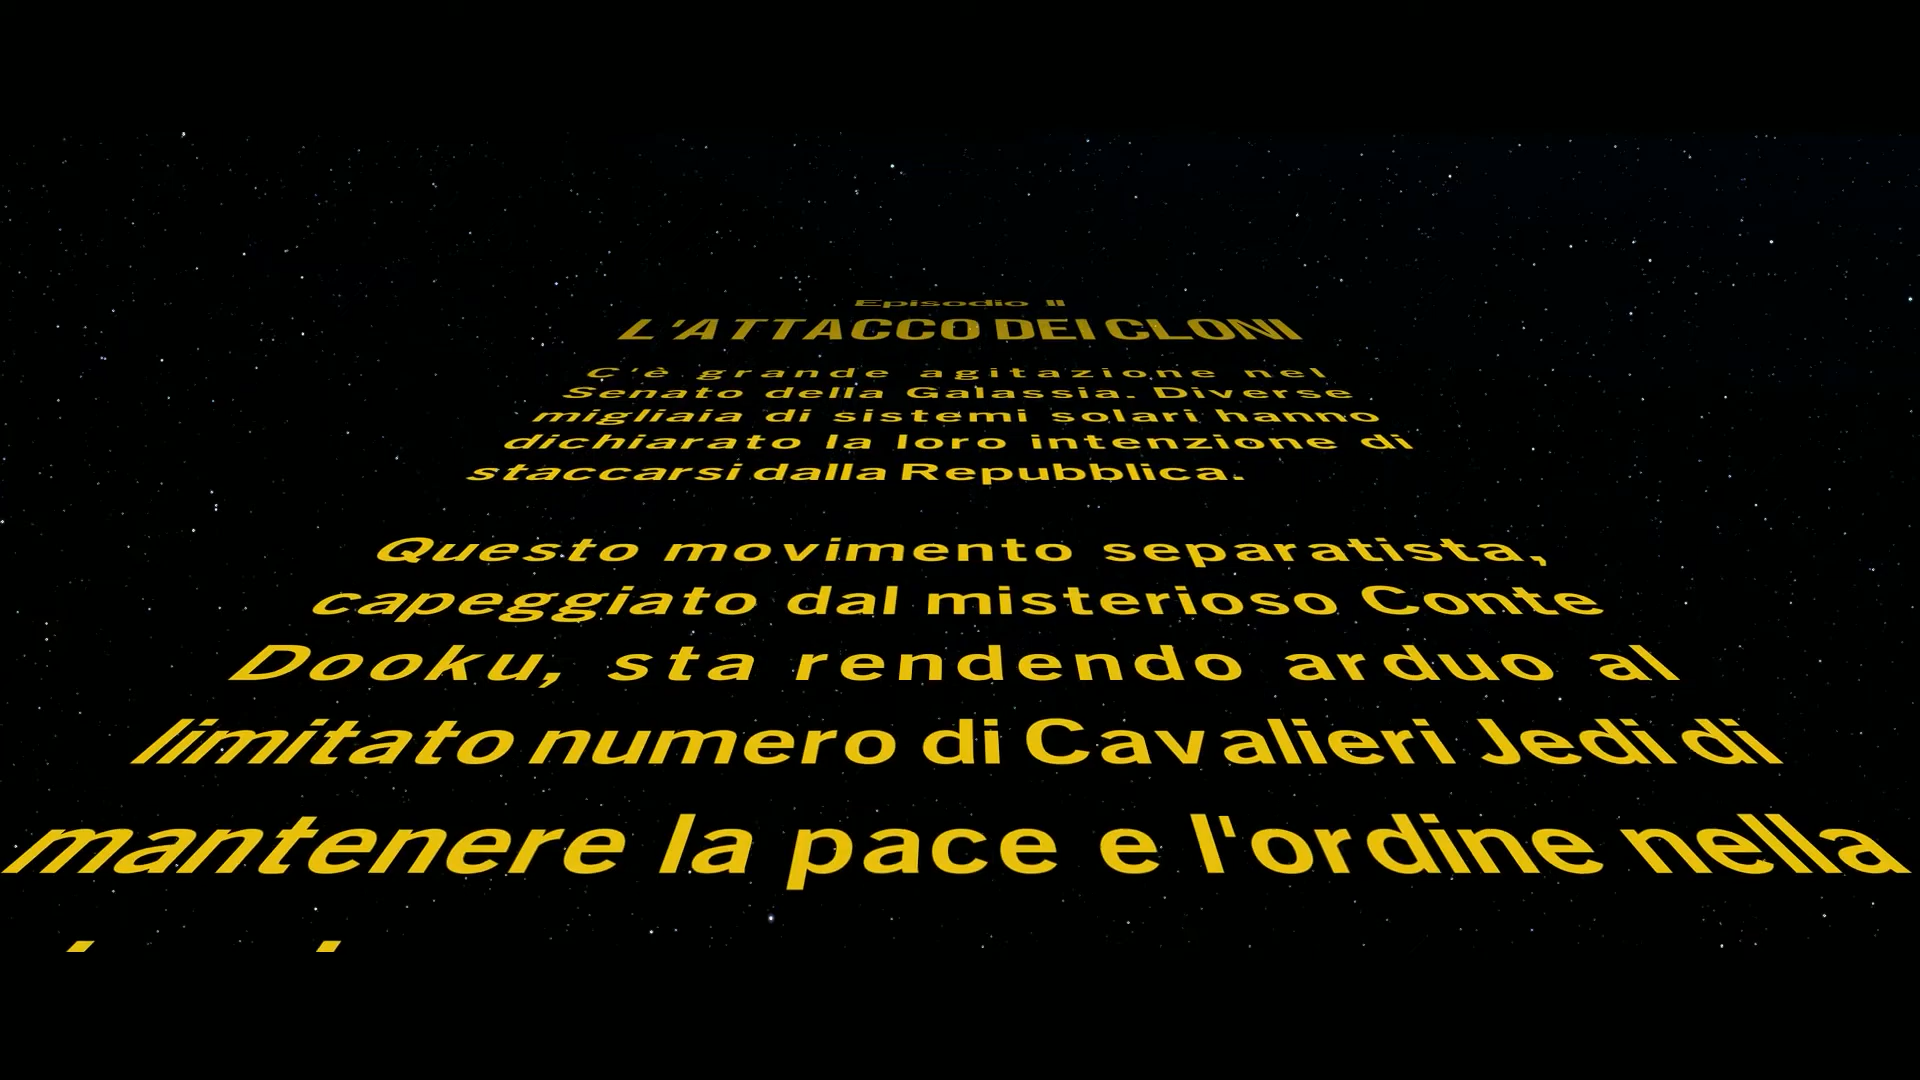 Episodio II
L'ATTACCO DEI CLONI
C'è grande agitazione nel
Senato della Galassia. Diverse
migliaia di sistemi solari hanno
dichiarato la loro intenzione di
staccarsi dalla Repubblica.
Questo movimento separatista,
capeggiato dal misterioso Conte
Dooku, sta rendendo arduo al
limitato numero di Cavalieri Jedi di
mantenere la pace e l'ordine nella